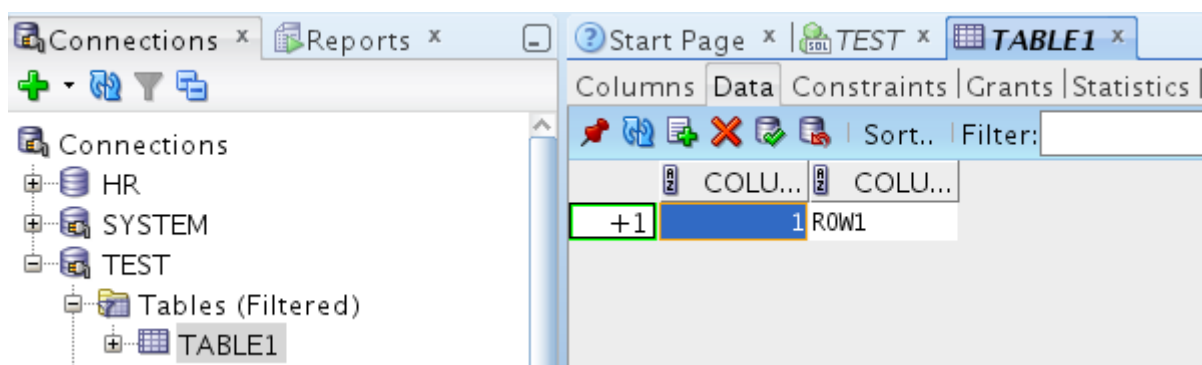 Connections Reports
Start Page TEST TABLE1
Columns Data Constraints Grants Statistics
Sort.. Filter:
Connections
HR
SYSTEM
TEST
Tables (Filtered)
TABLE1
COLU... COLU...
+1 1 ROW1